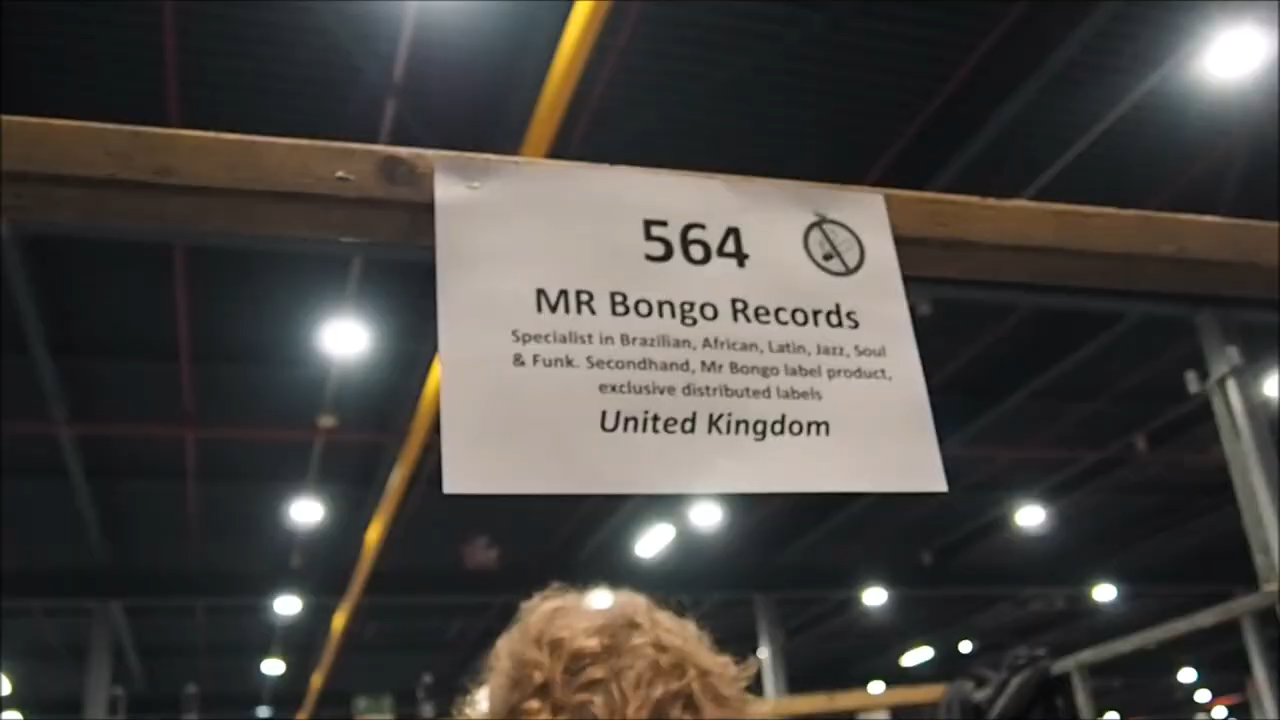 564
MR Bongo Records
Specialist in Brazilian, African, Latin, Jazz, Soul
& Funk. Secondhand, Mr Bongo label product,
exclusive distributed labels
United Kingdom